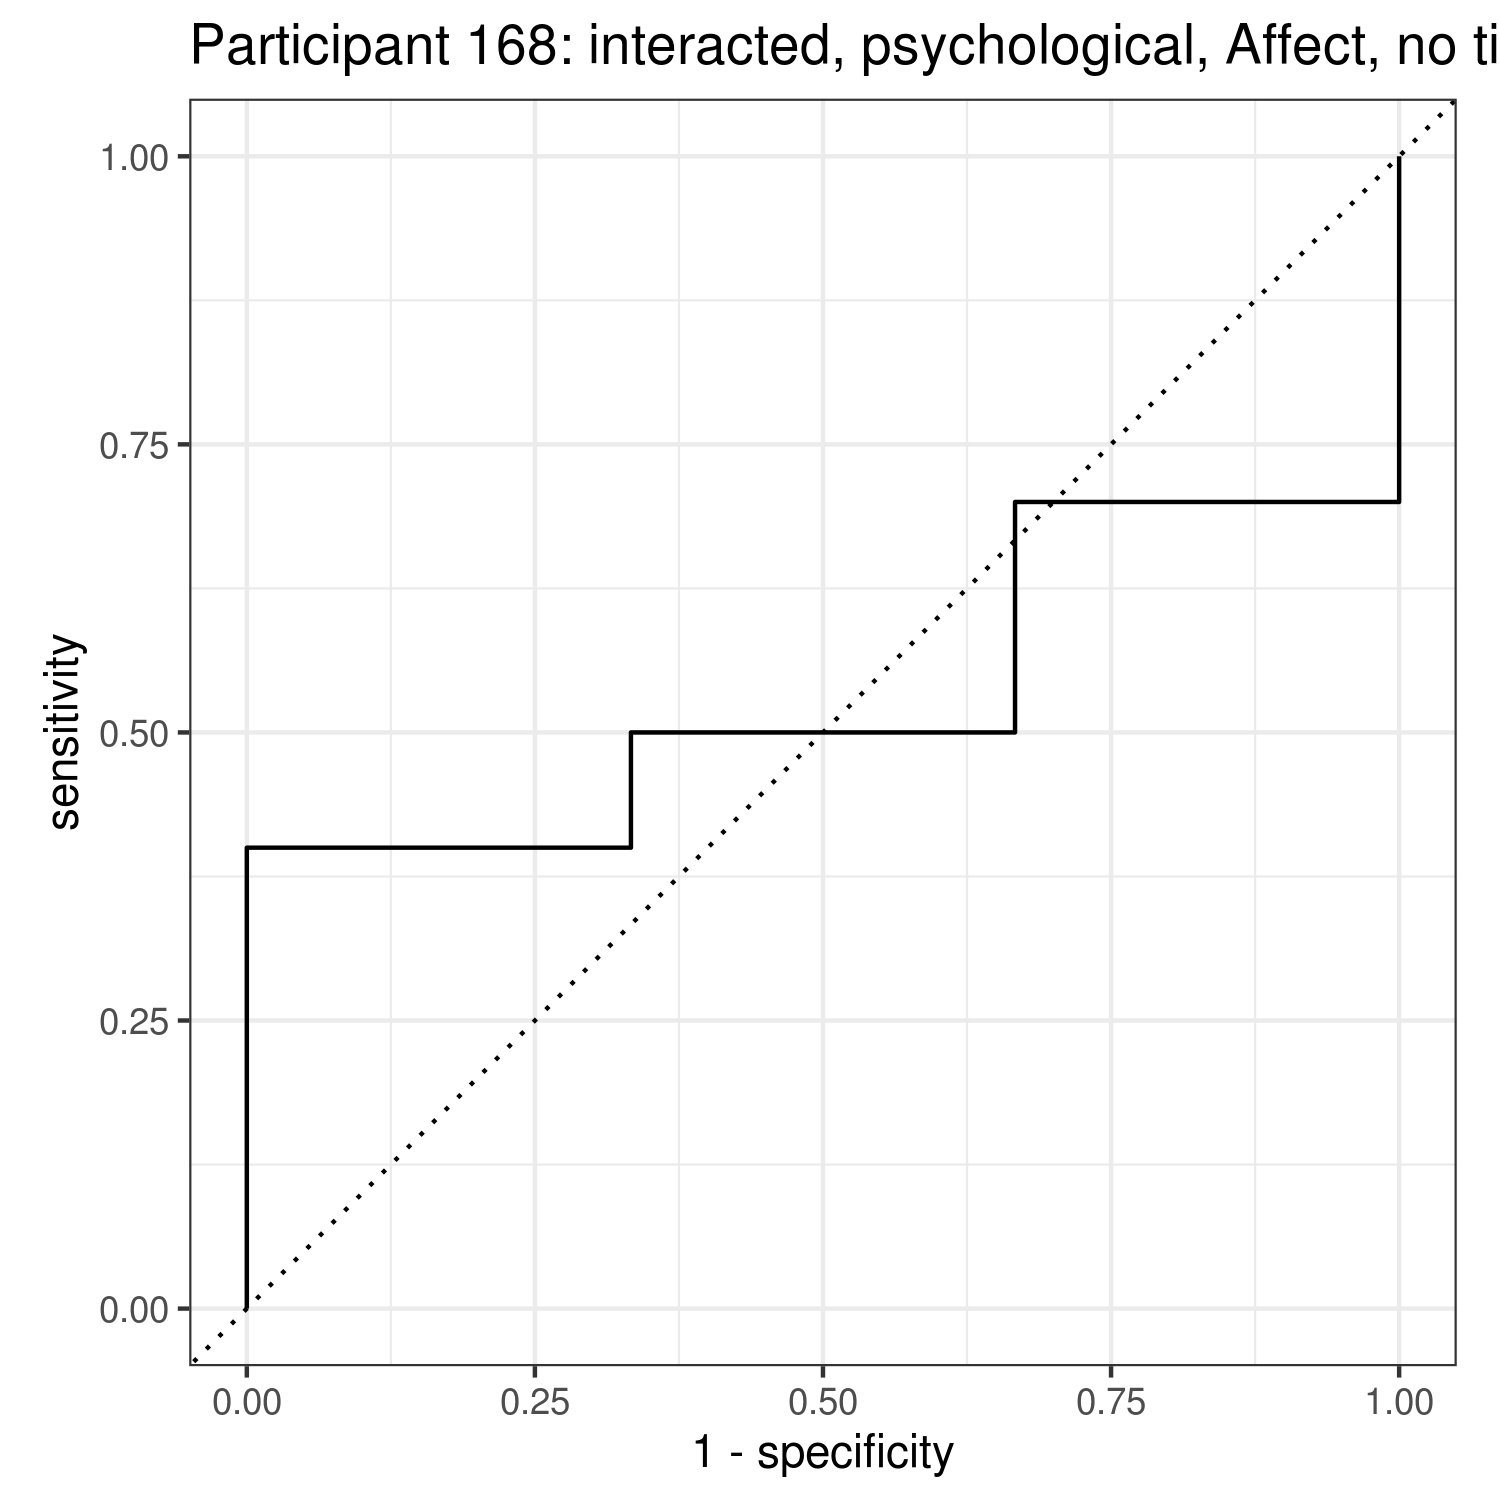 Participant 168: interacted, psychological, Affect, no ti
1.00
0.75
0.50
0.25
0.00
sensitivity
0.00 0.25 0.50 0.75 1.00
1 - specificity